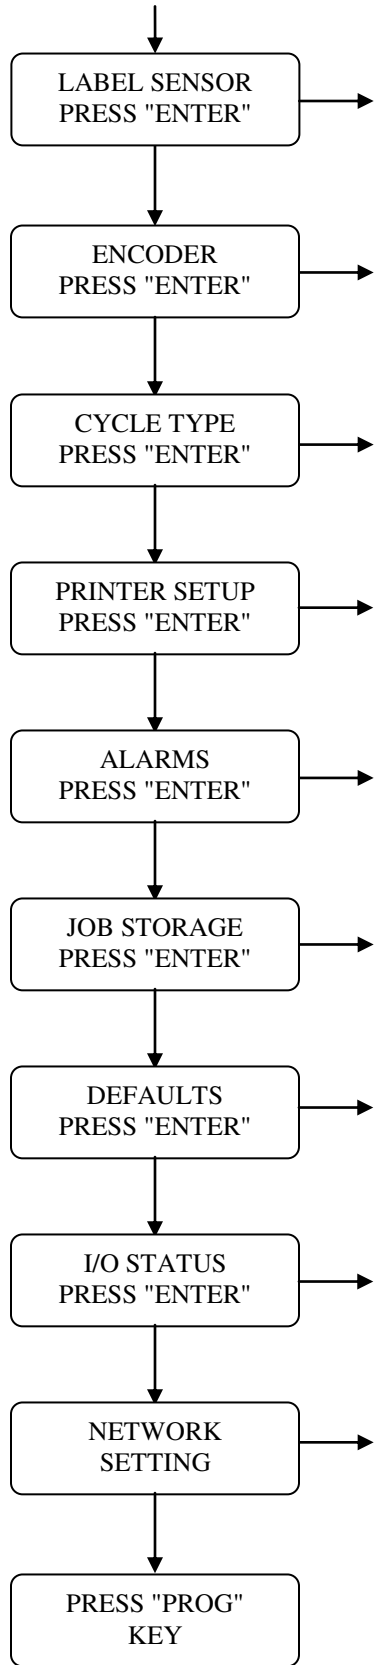 LABEL SENSOR
PRESS "ENTER"
ENCODER
PRESS "ENTER"
CYCLE TYPE
PRESS "ENTER"
PRINTER SETUP
PRESS "ENTER"
ALARMS
PRESS "ENTER"
JOB STORAGE
PRESS "ENTER"
DEFAULTS
PRESS "ENTER"
I/O STATUS
PRESS "ENTER"
NETWORK
SETTING
PRESS "PROG"
KEY